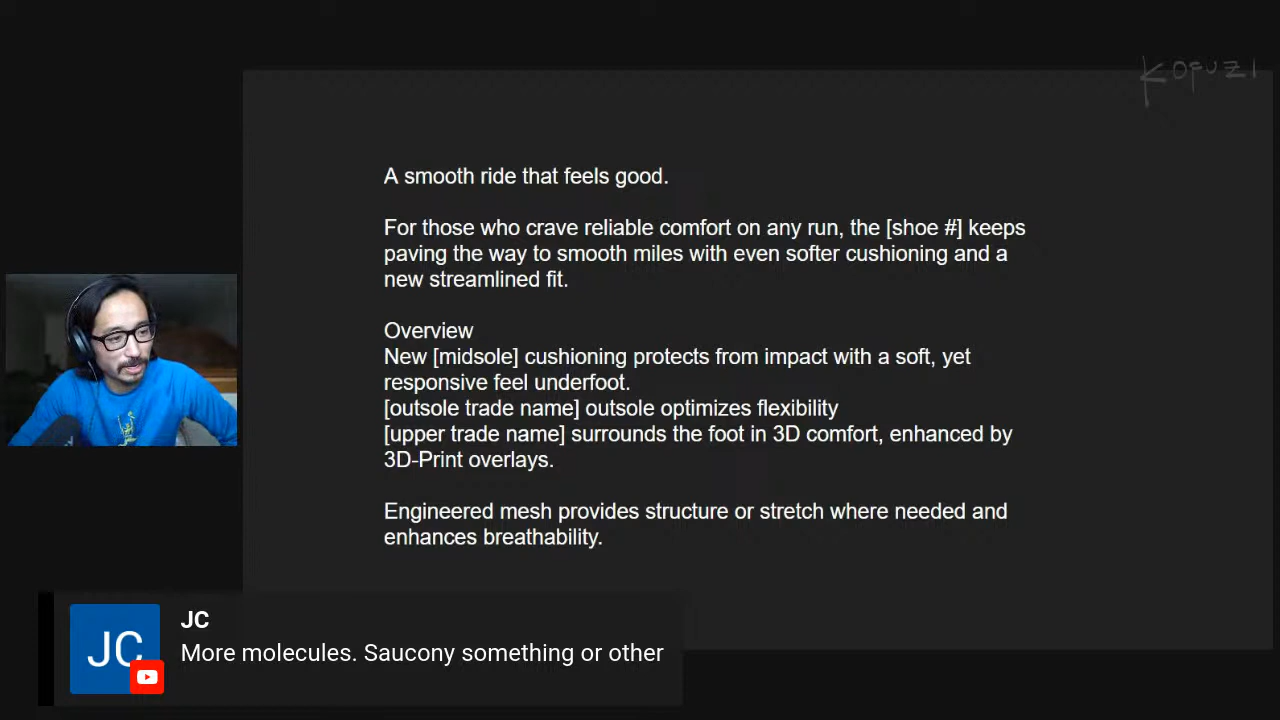 KOFUZI
A smooth ride that feels good.
For those who crave reliable comfort on any run, the [shoe #] keeps
paving the way to smooth miles with even softer cushioning and a
new streamlined fit.
Overview
New [midsole] cushioning protects from impact with a soft, yet
responsive feel underfoot.
[outsole trade name] outsole optimizes flexibility
[upper trade name] surrounds the foot in 3D comfort, enhanced by
3D-Print overlays.
Engineered mesh provides structure or stretch where needed and
enhances breathability.
JC
JC
More molecules. Saucony something or other